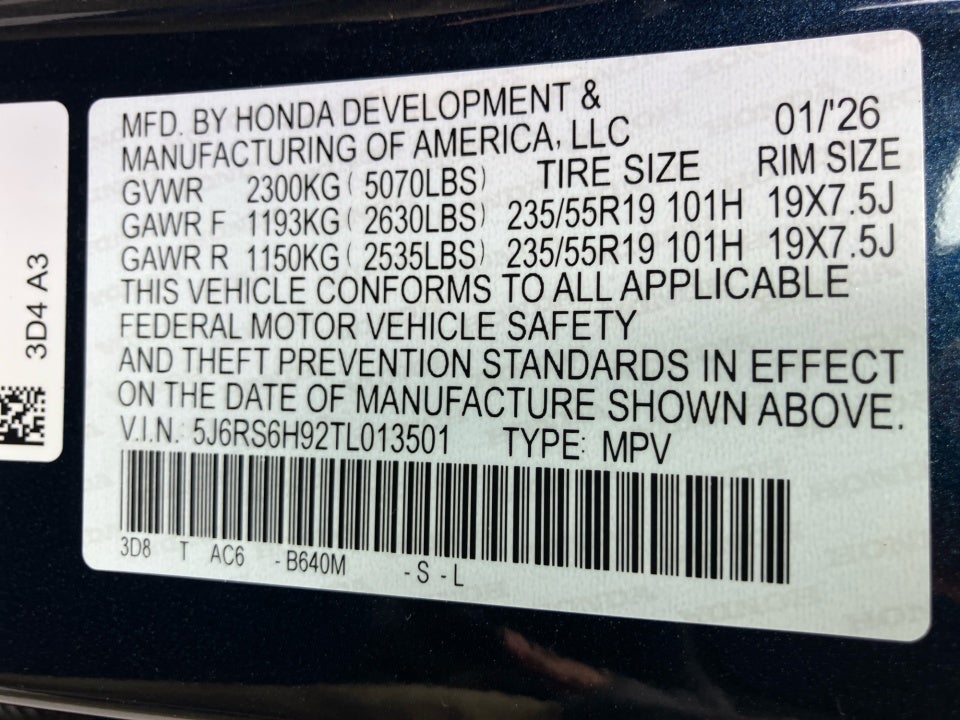 MFD. BY HONDA DEVELOPMENT &
MANUFACTURING OF AMERICA, LLC 01/'26
GVWR 2300KG ( 5070LBS) TIRE SIZE RIM SIZE
GAWR F 1193KG ( 2630LBS) 235/55R19 101H 19X7.5J
GAWR R 1150KG ( 2535LBS) 235/55R19 101H 19X7.5J
THIS VEHICLE CONFORMS TO ALL APPLICABLE
FEDERAL MOTOR VEHICLE SAFETY
AND THEFT PREVENTION STANDARDS IN EFFECT
ON THE DATE OF MANUFACTURE SHOWN ABOVE.
V.I.N.: 5J6RS6H92TL013501 TYPE: MPV
3D8 T AC6 - B640M - S - L
3D4 A3